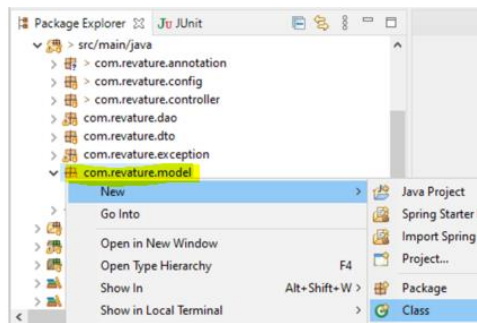 Package Explorer
JUnit
> src/main/java
> com.revature.annotation
> com.revature.config
> com.revature.controller
com.revature.dao
com.revature.dto
com.revature.exception
com.revature.model
New >
Java Project
Go Into
Spring Starter
Import Spring
Open in New Window
Project...
Open Type Hierarchy F4
Show In Alt+Shift+W >
Package
Show in Local Terminal >
Class